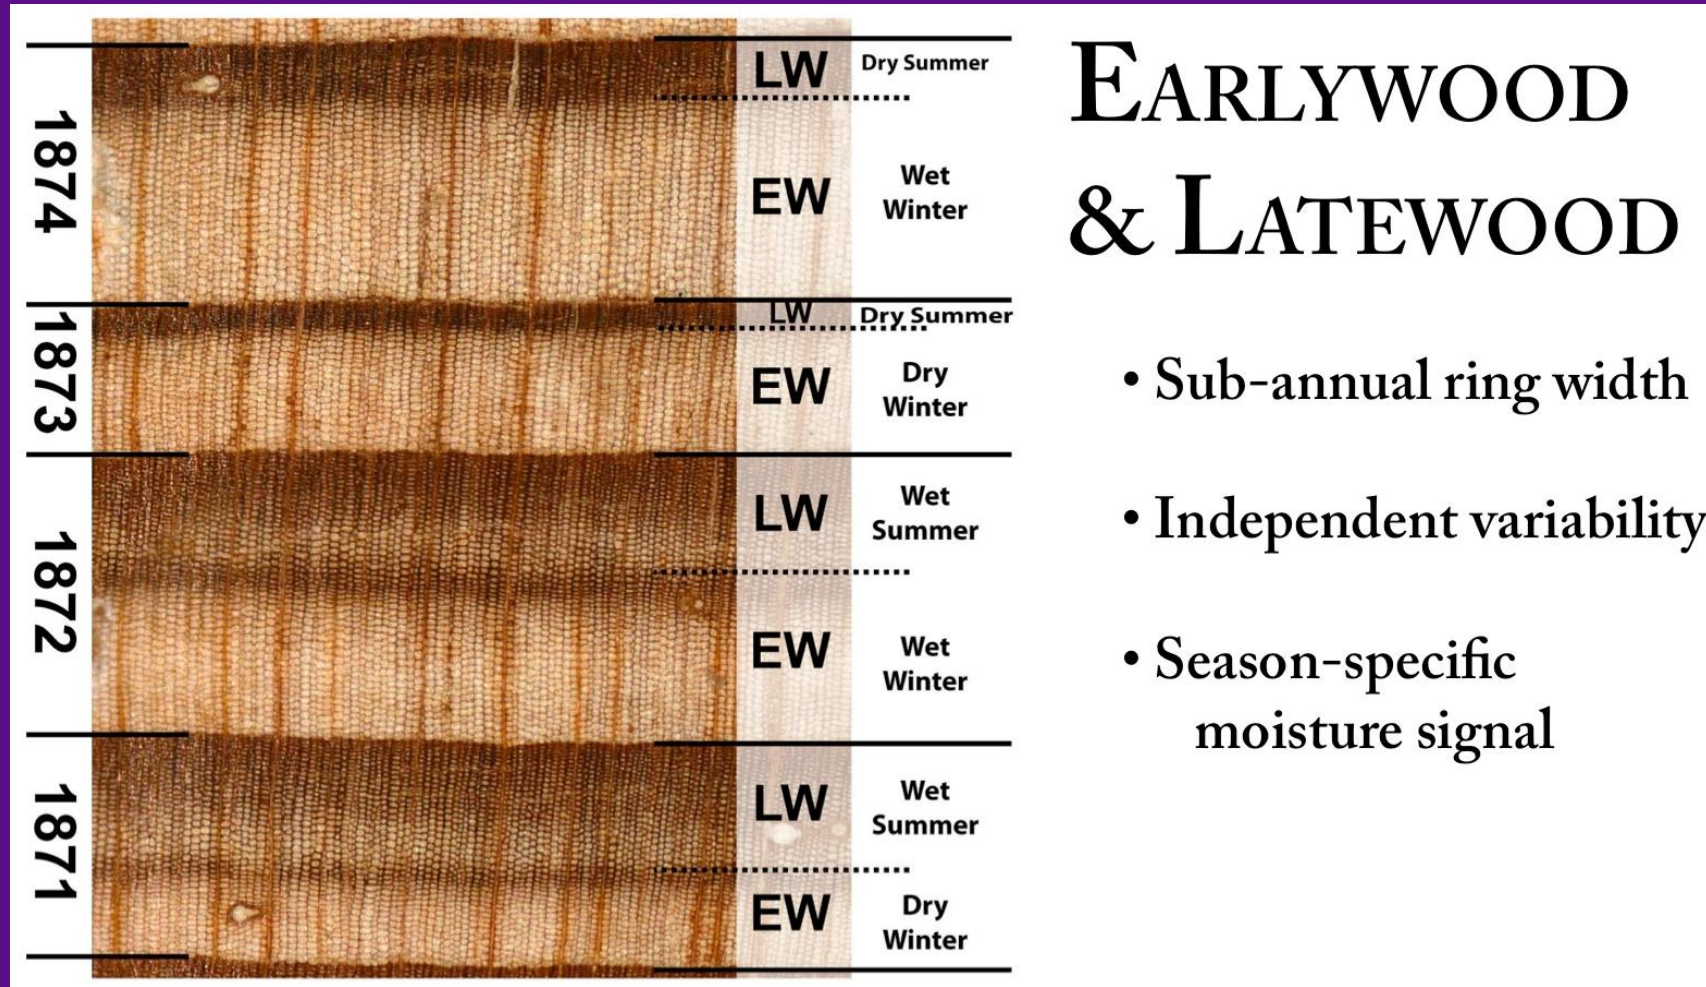 EARLYWOOD
& LATEWOOD
• Sub-annual ring width
• Independent variability
• Season-specific
moisture signal
1874
LW Dry Summer
EW Wet
Winter
1873
LW Dry Summer
EW Dry
Winter
1872
LW Wet
Summer
EW Wet
Winter
1871
LW Wet
Summer
EW Dry
Winter